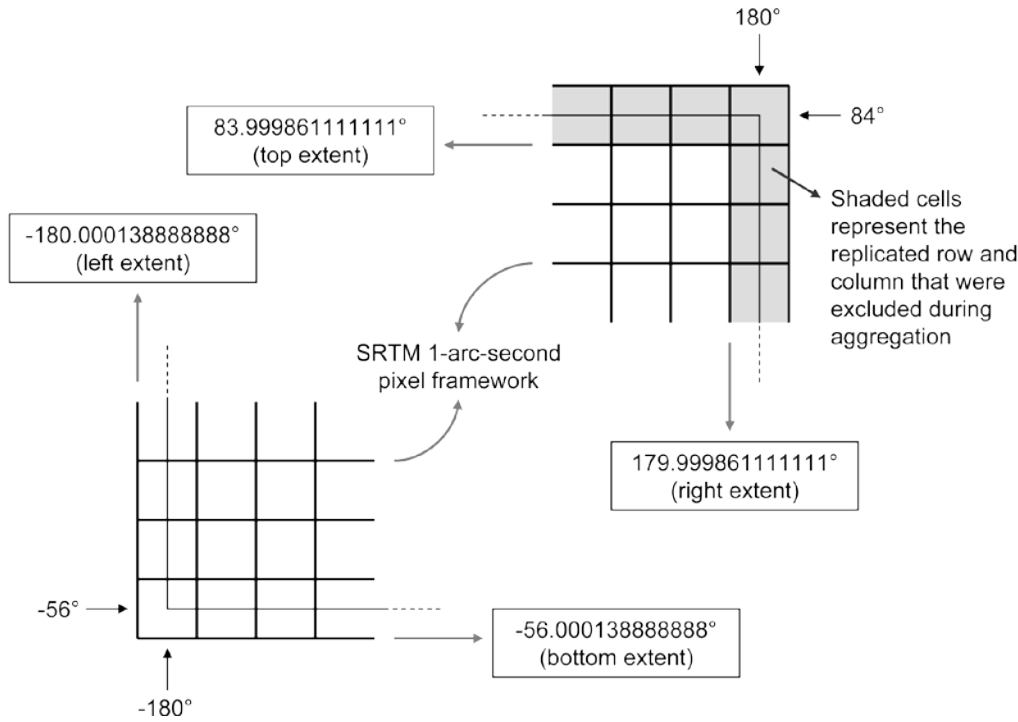 180°
83.999861111111°
(top extent)
84°
Shaded cells
represent the
replicated row and
column that were
excluded during
aggregation
-180.000138888888°
(left extent)
SRTM 1-arc-second
pixel framework
179.999861111111°
(right extent)
-56°
-56.000138888888°
(bottom extent)
-180°